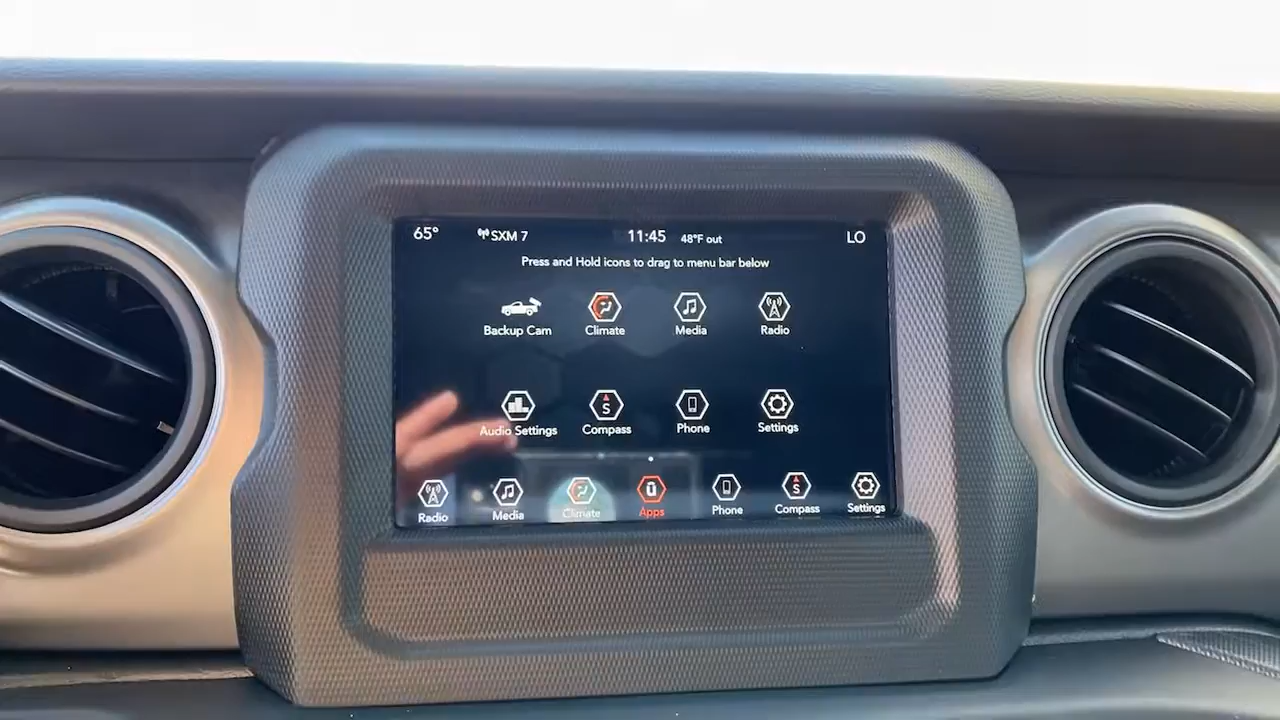 65° SXM 7 11:45 48°F out LO
Press and Hold icons to drag to menu bar below
Backup Cam Climate Media Radio
S
Audio Settings Compass Phone Settings
ū S
Radio Media Climate Apps Phone Compass Settings